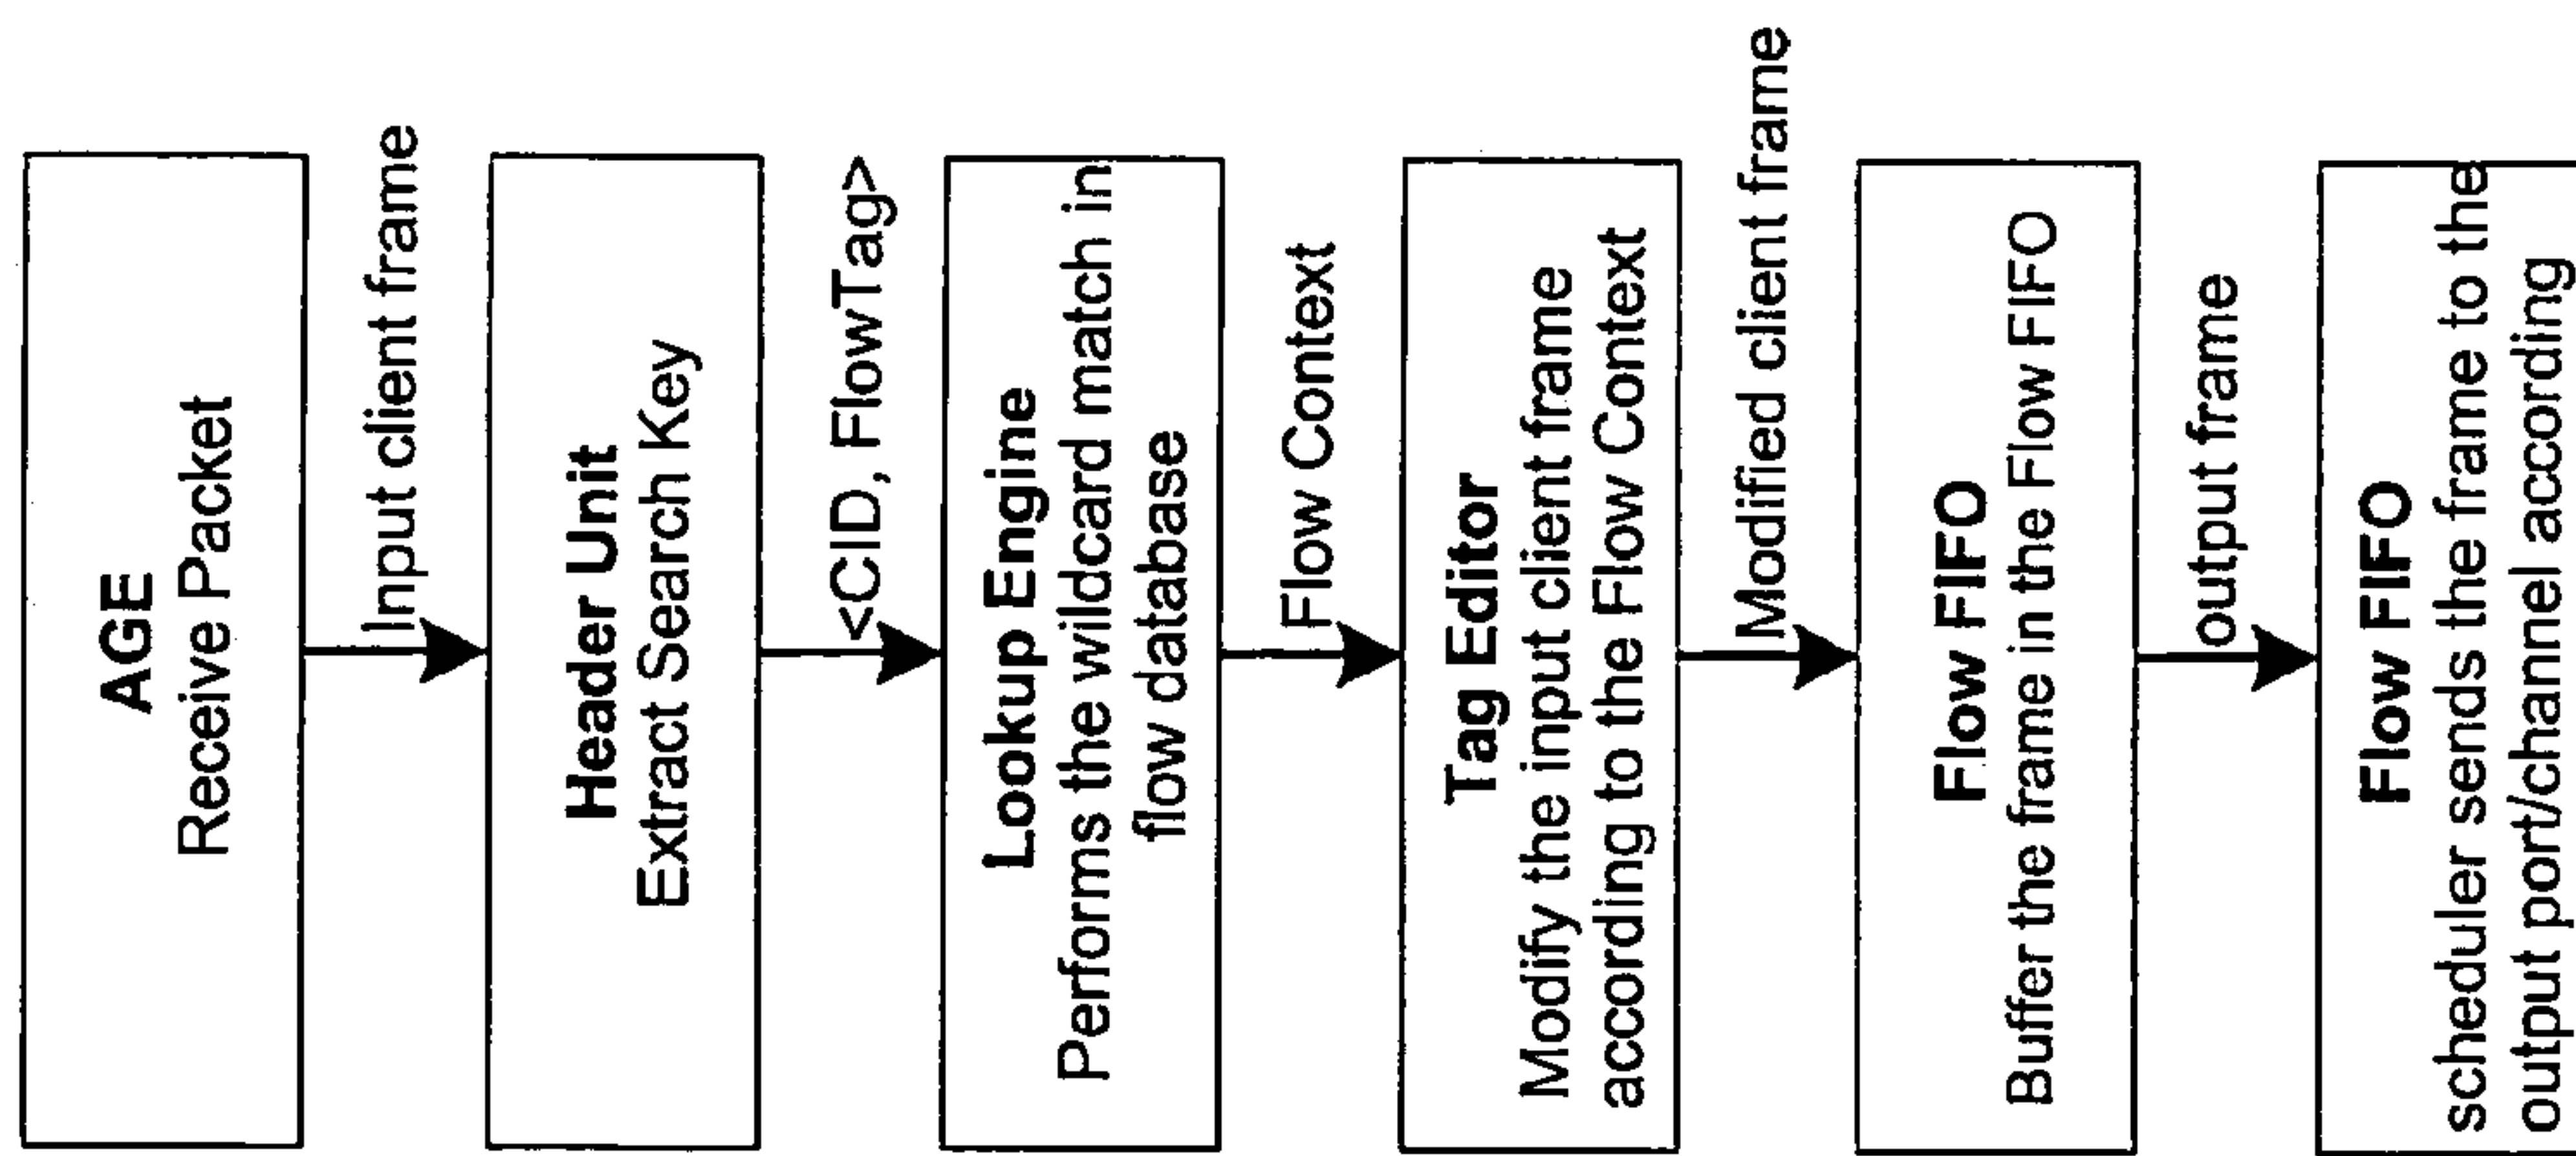 AGE
Receive Packet
Input client frame
Header Unit
Extract Search Key
<CID, FlowTag>
Lookup Engine
Performs the wildcard match in
flow database
Flow Context
Tag Editor
Modify the input client frame
according to the Flow Context
Modified client frame
Flow FIFO
Buffer the frame in the Flow FIFO
output frame
Flow FIFO
scheduler sends the frame to the
output port/channel according